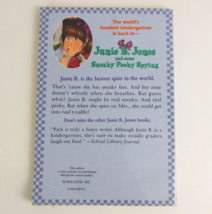 The world's
funniest kindergartner
is back in—
Junie B. Jones
and some
Sneaky Peeky Spying
Junie B. is the bestest spier in the world.
That's 'cause she has sneaky feet. And her nose
doesn't whistle when she breathes. But guess
what? Junie B. might be real sneaky. And real
peeky. But when she spies on Mrs., she could get
into real trouble!
Don't miss the other Junie B. Jones books.
"Park is truly a funny writer. Although Junie B. is a
kindergartner, she's sure to make middle graders
laugh out loud." —School Library Journal
SCHOLASTIC INC.